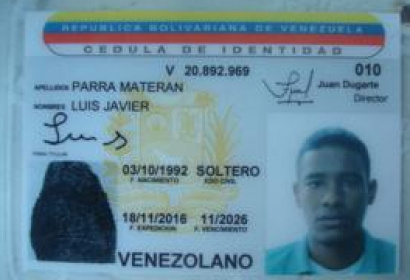 REPUBLICA BOLIVARIANA DE VENEZUELA
CEDULA DE IDENTIDAD
V 20.892.969
010
APELLIDOS PARRA MATERAN
NOMBRES LUIS JAVIER
Juan Dugarte
Director
FIRMA TITULAR
03/10/1992 SOLTERO
F. NACIMIENTO EDO CIVIL
18/11/2016 11/2026
F. EXPEDICION F. VENCIMIENTO
VENEZOLANO